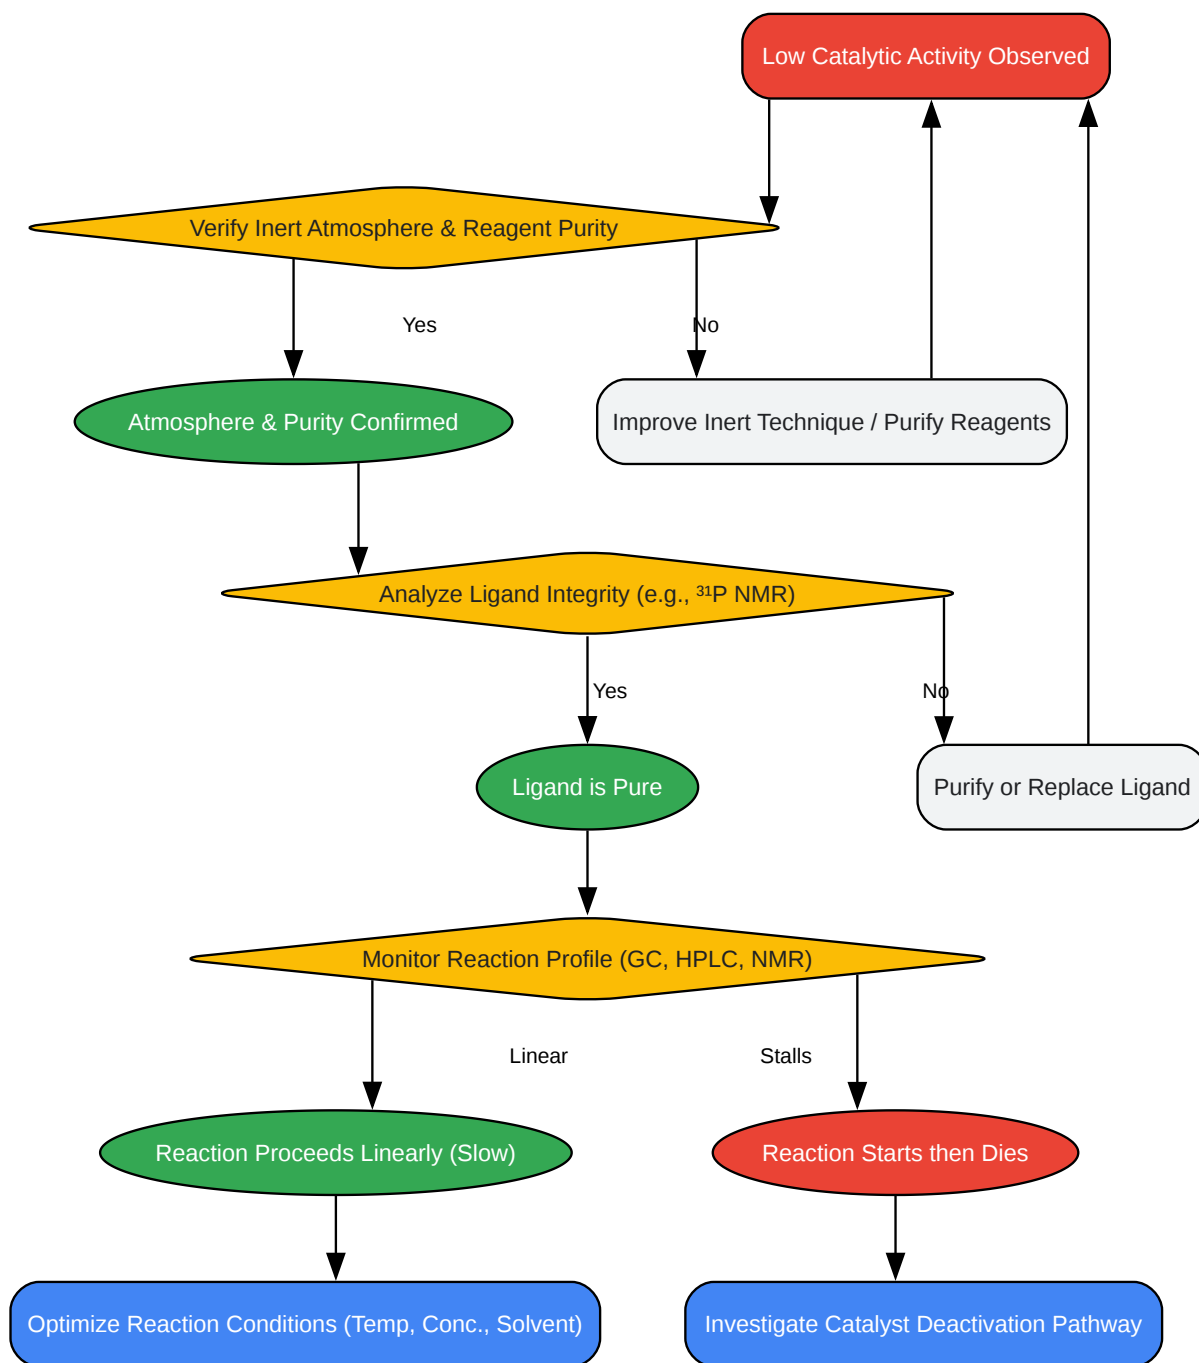 Low Catalytic Activity Observed
Verify Inert Atmosphere & Reagent Purity
Yes
No
Atmosphere & Purity Confirmed
Improve Inert Technique / Purify Reagents
Analyze Ligand Integrity (e.g., ³¹P NMR)
Yes
No
Ligand is Pure
Purify or Replace Ligand
Monitor Reaction Profile (GC, HPLC, NMR)
Linear
Stalls
Reaction Proceeds Linearly (Slow)
Reaction Starts then Dies
Optimize Reaction Conditions (Temp, Conc., Solvent)
Investigate Catalyst Deactivation Pathway